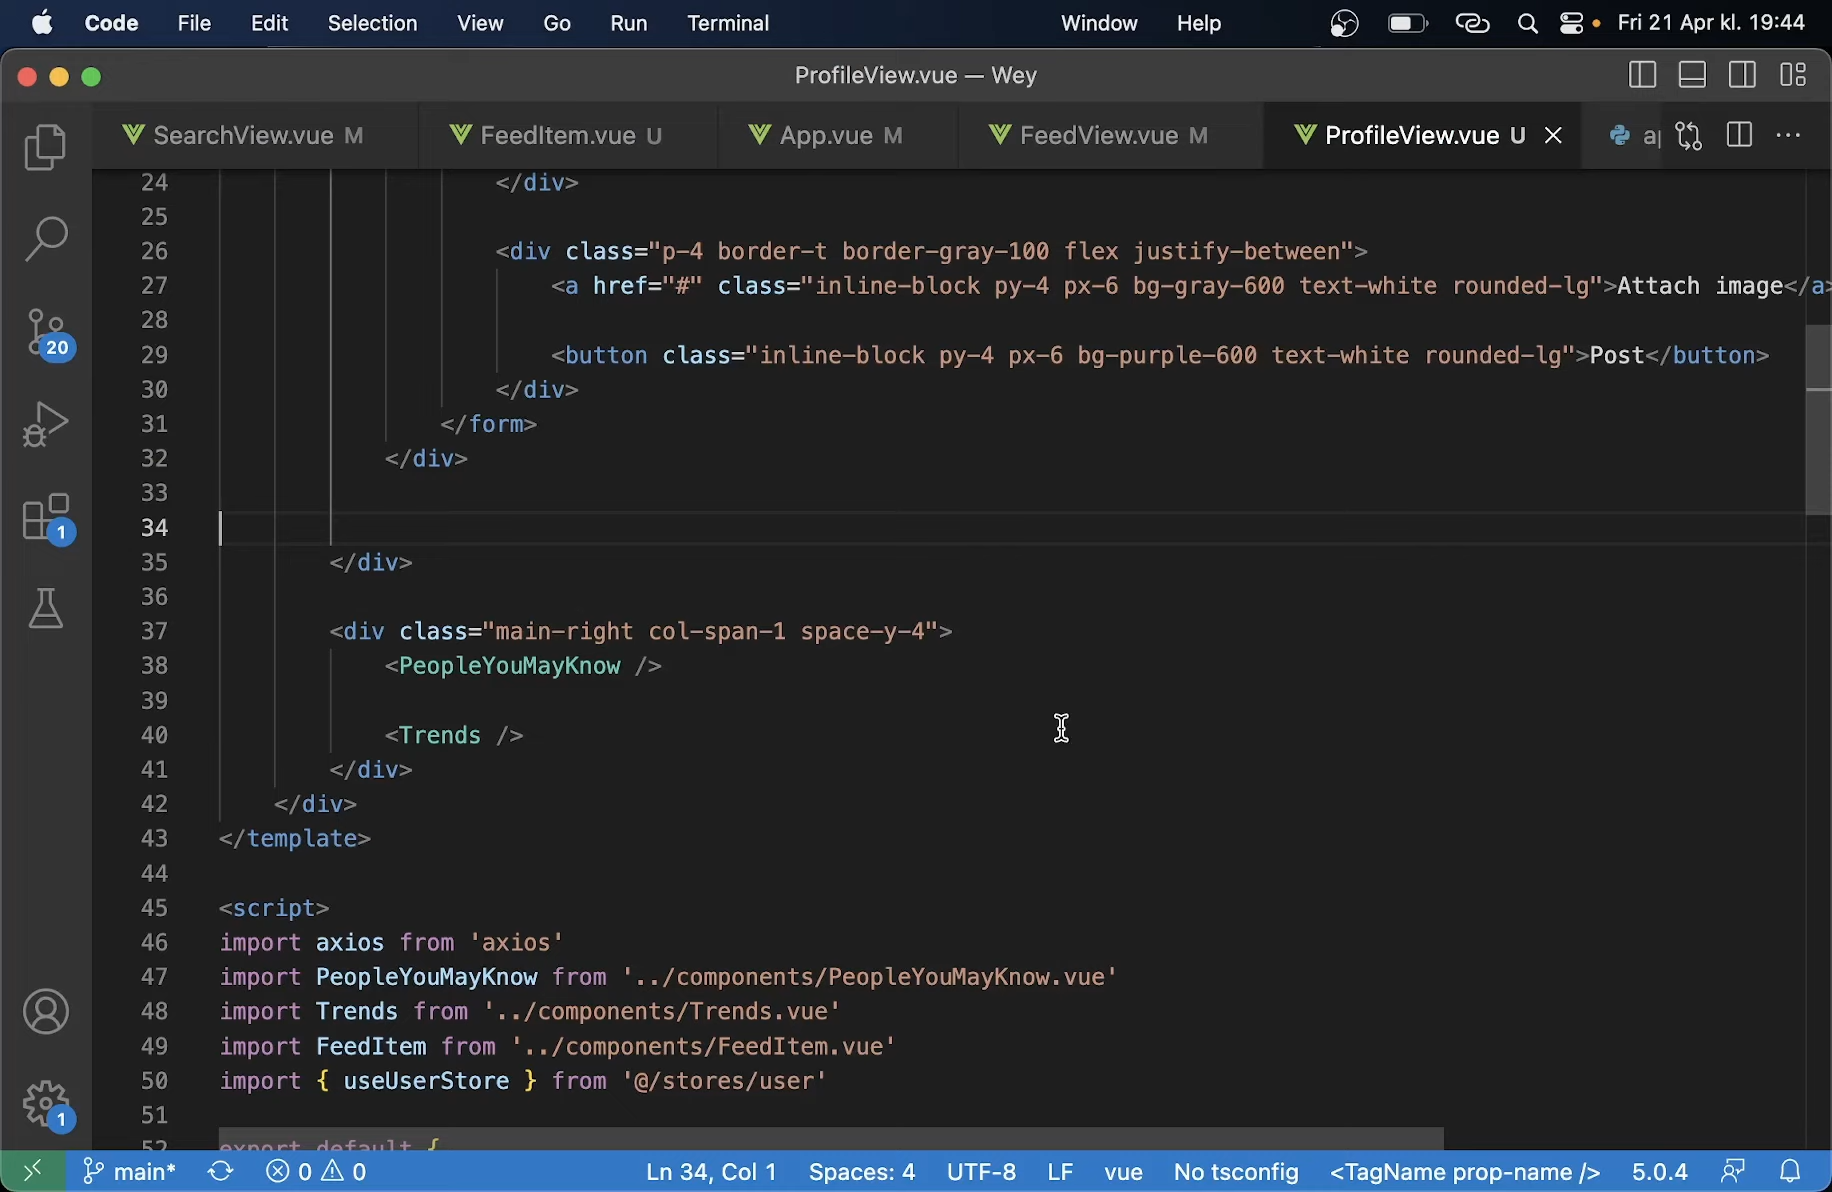 Code File Edit Selection View Go Run Terminal Window Help Fri 21 Apr kl. 19:44
ProfileView.vue — Wey
SearchView.vue M FeedItem.vue U App.vue M FeedView.vue M ProfileView.vue U
24 </div>
25
26 <div class="p-4 border-t border-gray-100 flex justify-between">
27 <a href="#" class="inline-block py-4 px-6 bg-gray-600 text-white rounded-lg">Attach image</a>
28
29 <button class="inline-block py-4 px-6 bg-purple-600 text-white rounded-lg">Post</button>
30 </div>
31 </form>
32 </div>
33
34
35 </div>
36
37 <div class="main-right col-span-1 space-y-4">
38 <PeopleYouMayKnow />
39
40 <Trends />
41 </div>
42 </div>
43 </template>
44
45 <script>
46 import axios from 'axios'
47 import PeopleYouMayKnow from '../components/PeopleYouMayKnow.vue'
48 import Trends from '../components/Trends.vue'
49 import FeedItem from '../components/FeedItem.vue'
50 import { useUserStore } from '@/stores/user'
51
52 export default {
20
1
1
main* 0 0 Ln 34, Col 1 Spaces: 4 UTF-8 LF vue No tsconfig <TagName prop-name /> 5.0.4